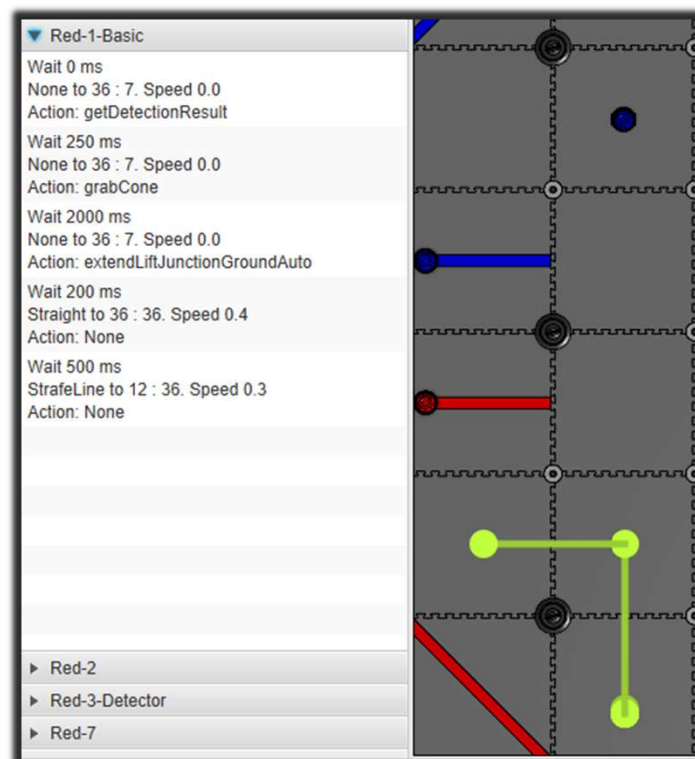 Red-1-Basic
Wait 0 ms
None to 36 : 7. Speed 0.0
Action: getDetectionResult
Wait 250 ms
None to 36 : 7. Speed 0.0
Action: grabCone
Wait 2000 ms
None to 36 : 7. Speed 0.0
Action: extendLiftJunctionGroundAuto
Wait 200 ms
Straight to 36 : 36. Speed 0.4
Action: None
Wait 500 ms
StrafeLine to 12 : 36. Speed 0.3
Action: None
Red-2
Red-3-Detector
Red-7